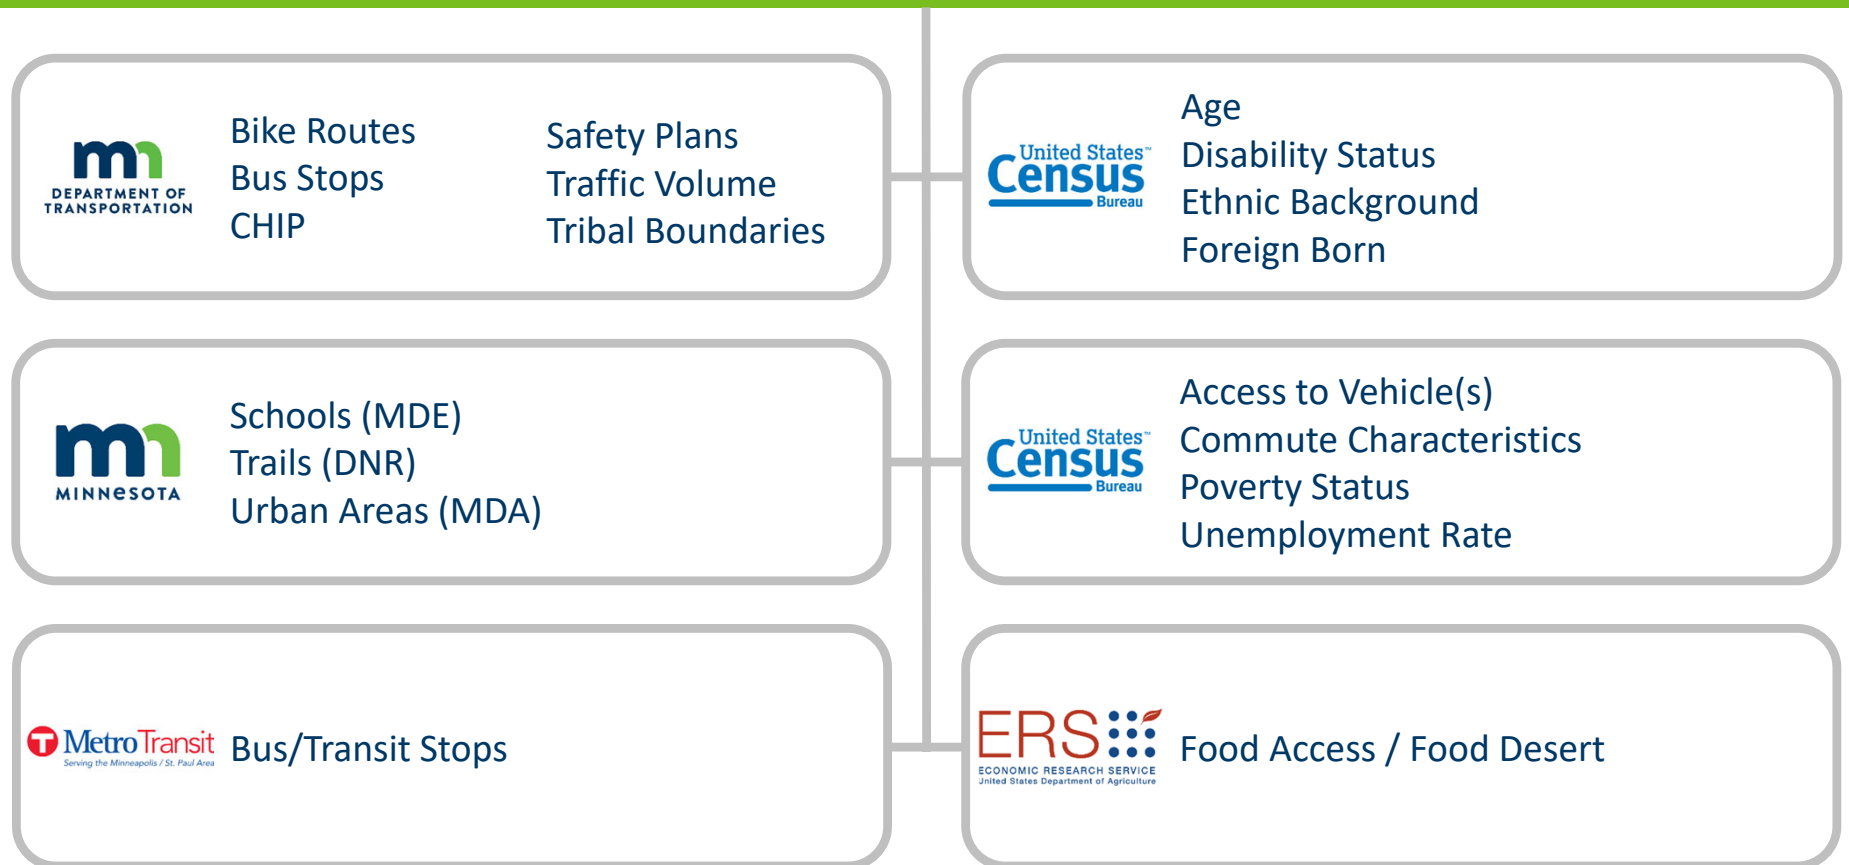 mn
DEPARTMENT OF
TRANSPORTATION
Bike Routes
Bus Stops
CHIP
Safety Plans
Traffic Volume
Tribal Boundaries
United States™
Census
Bureau
Age
Disability Status
Ethnic Background
Foreign Born
mn
MINNESOTA
Schools (MDE)
Trails (DNR)
Urban Areas (MDA)
United States™
Census
Bureau
Access to Vehicle(s)
Commute Characteristics
Poverty Status
Unemployment Rate
T MetroTransit
Serving the Minneapolis / St. Paul Area
Bus/Transit Stops
ERS
ECONOMIC RESEARCH SERVICE
United States Department of Agriculture
Food Access / Food Desert